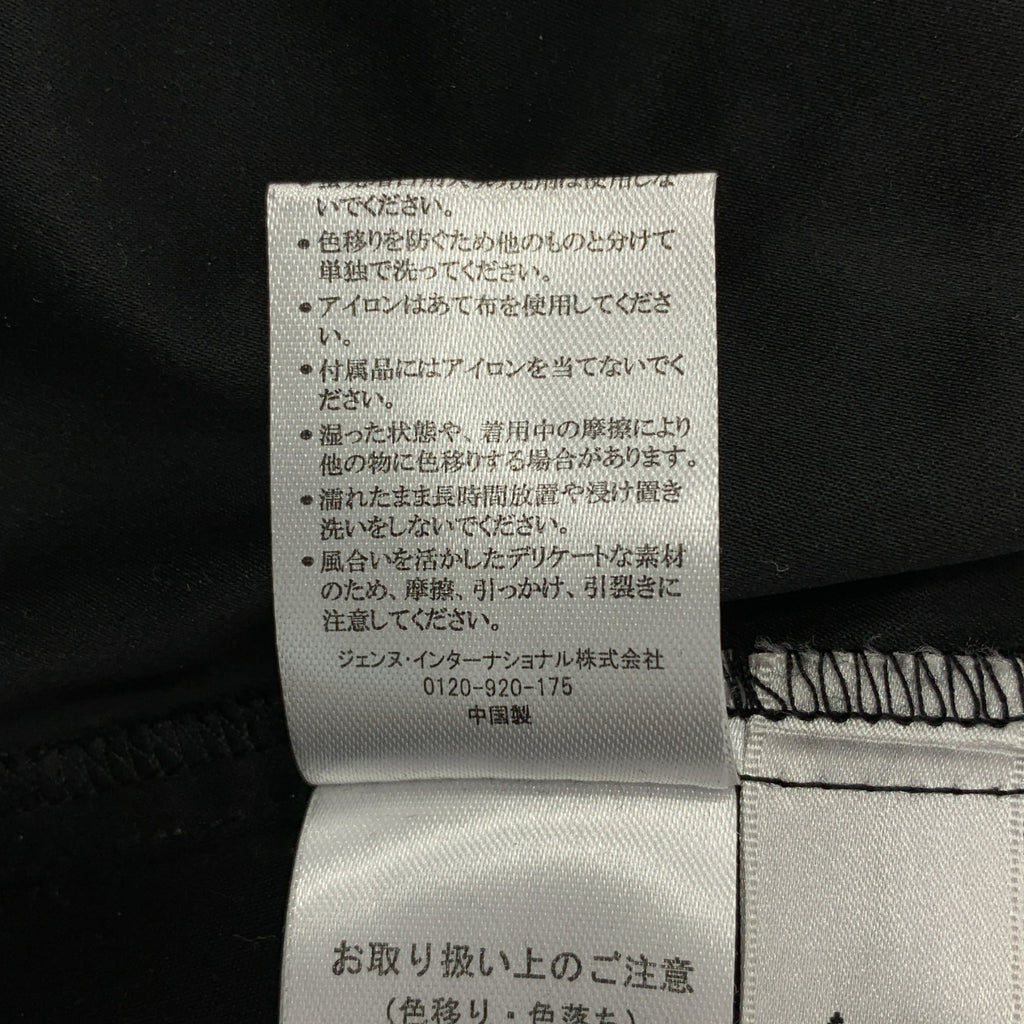 いでください。
●色移りを防ぐため他のものと分けて
単独で洗ってください。
●アイロンはあて布を使用してくださ
い。
●付属品にはアイロンを当てないでく
ださい。
●湿った状態や、着用中の摩擦により
他の物に色移りする場合があります。
●濡れたまま長時間放置や浸け置き
洗いをしないでください。
●風合いを活かしたデリケートな素材
のため、摩擦、引っかけ、引裂きに
注意してください。
ジェンヌ・インターナショナル株式会社
0120-920-175
中国製
お取り扱い上のご注意
(色移り・色落ち)